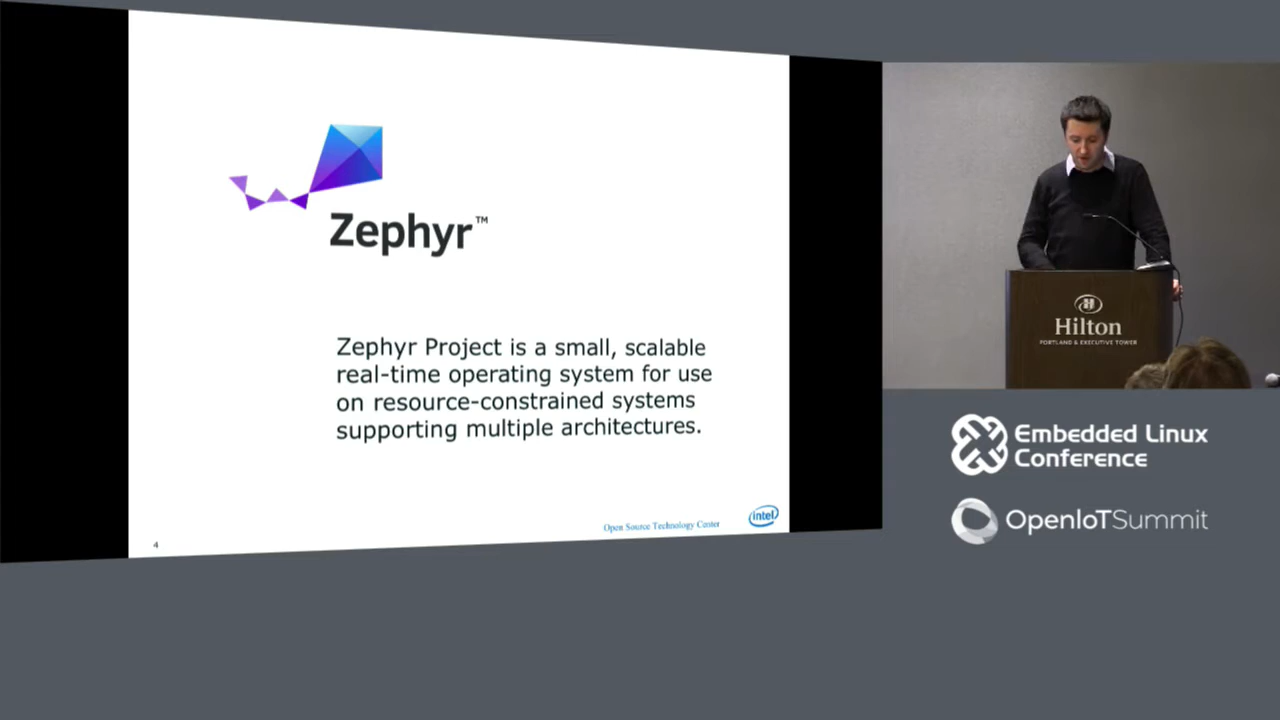 Zephyr™
Zephyr Project is a small, scalable
real-time operating system for use
on resource-constrained systems
supporting multiple architectures.
Open Source Technology Center
intel
4
Hilton
PORTLAND & EXECUTIVE TOWER
Embedded Linux
Conference
OpenIoTSummit